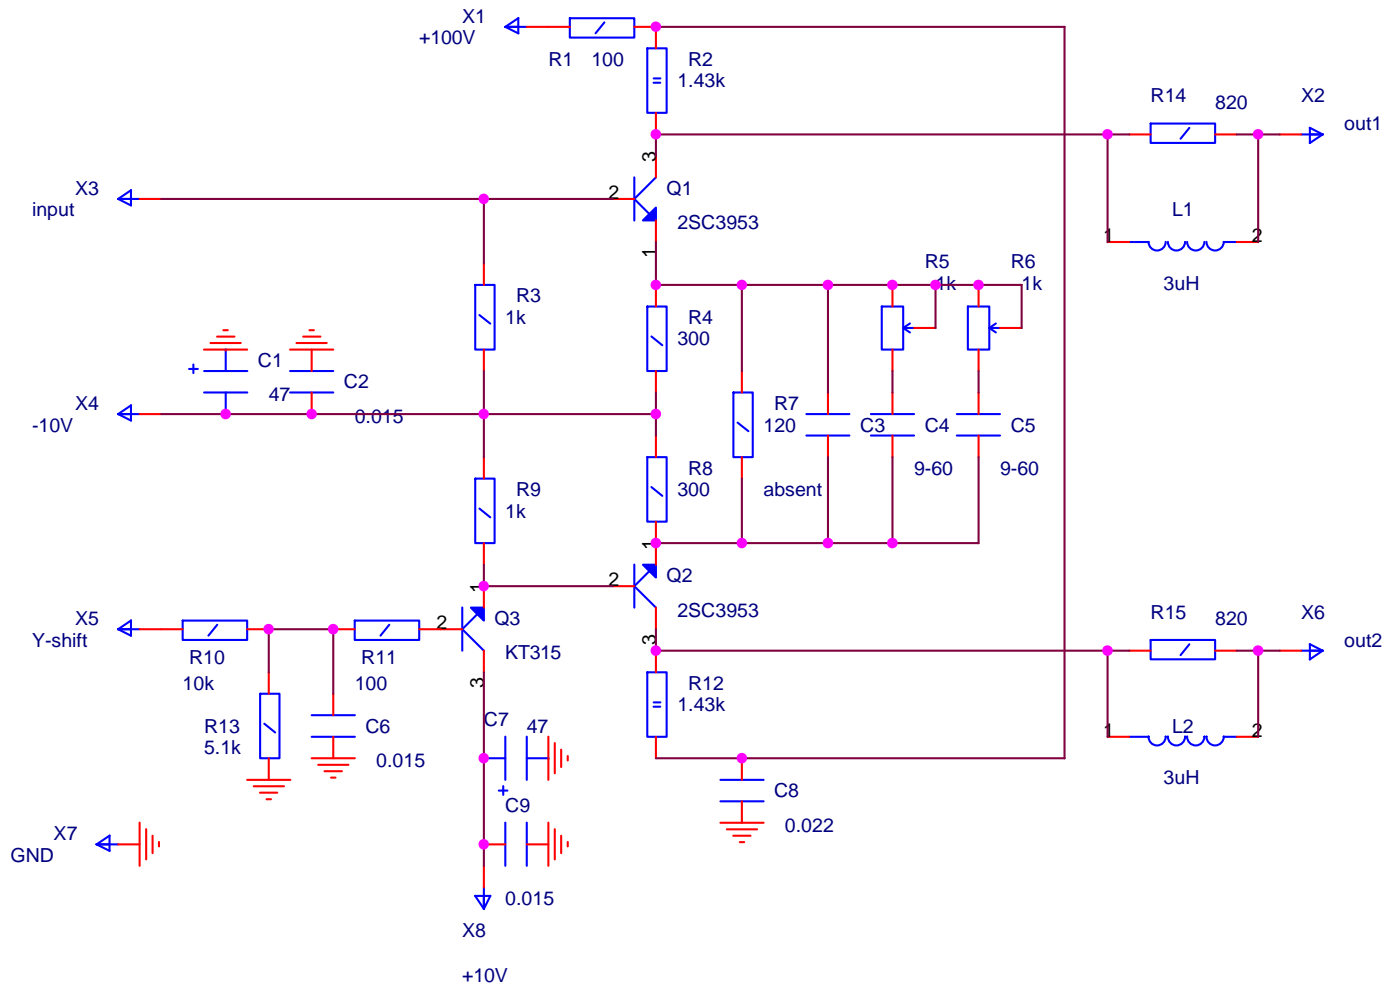 X1
+100V
R1 100
R2
1.43k
R14 820
X2
out1
3
X3
input
2
Q1
2SC3953
1
L1
1 2
3uH
R5
1k
R6
1k
R3
1k
R4
300
+
C1
47
C2
0.015
X4
-10V
R7
120
absent
C3
C4
9-60
C5
9-60
R9
1k
R8
300
1
2
Q2
2SC3953
3
X5
Y-shift
R10
10k
R11
100
1
2
Q3
KT315
3
R13
5.1k
C6
0.015
R12
1.43k
R15 820
X6
out2
L2
1 2
3uH
C7 47
+
C9
0.015
C8
0.022
X7
GND
X8
+10V